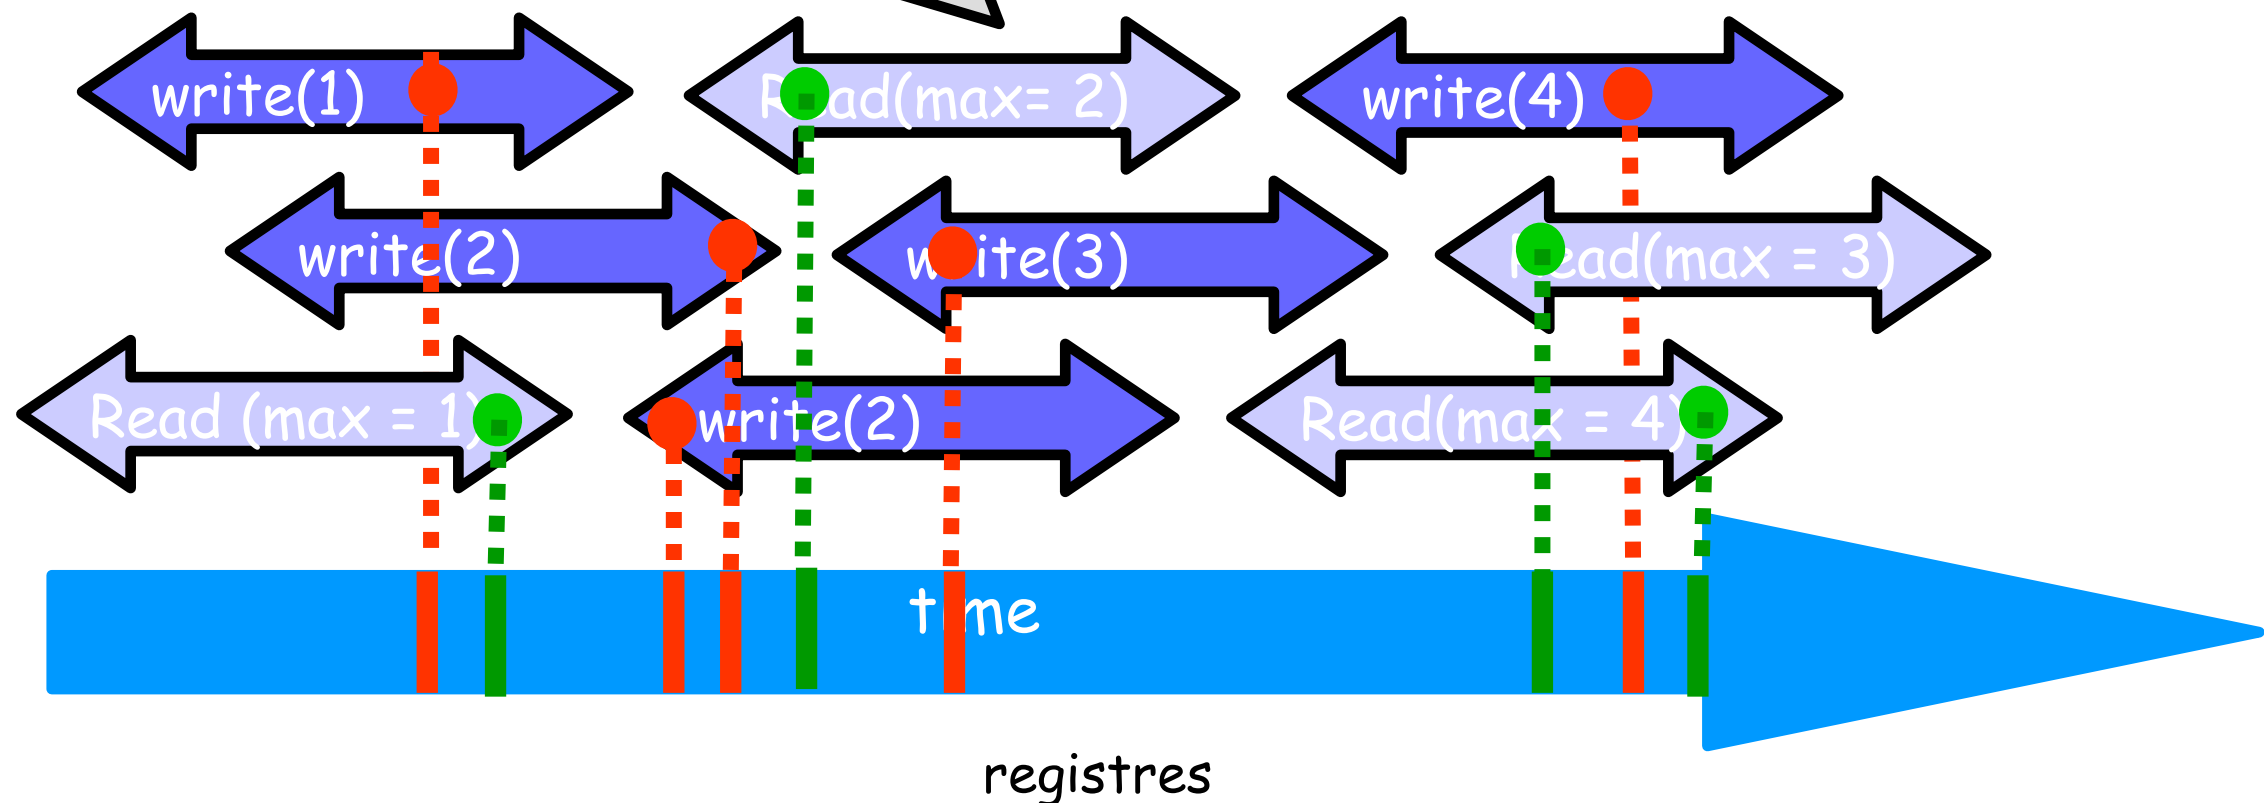 write(1)
Read(max= 2)
write(4)
write(2)
write(3)
Read(max = 3)
Read (max = 1)
write(2)
Read(max = 4)
time
registres